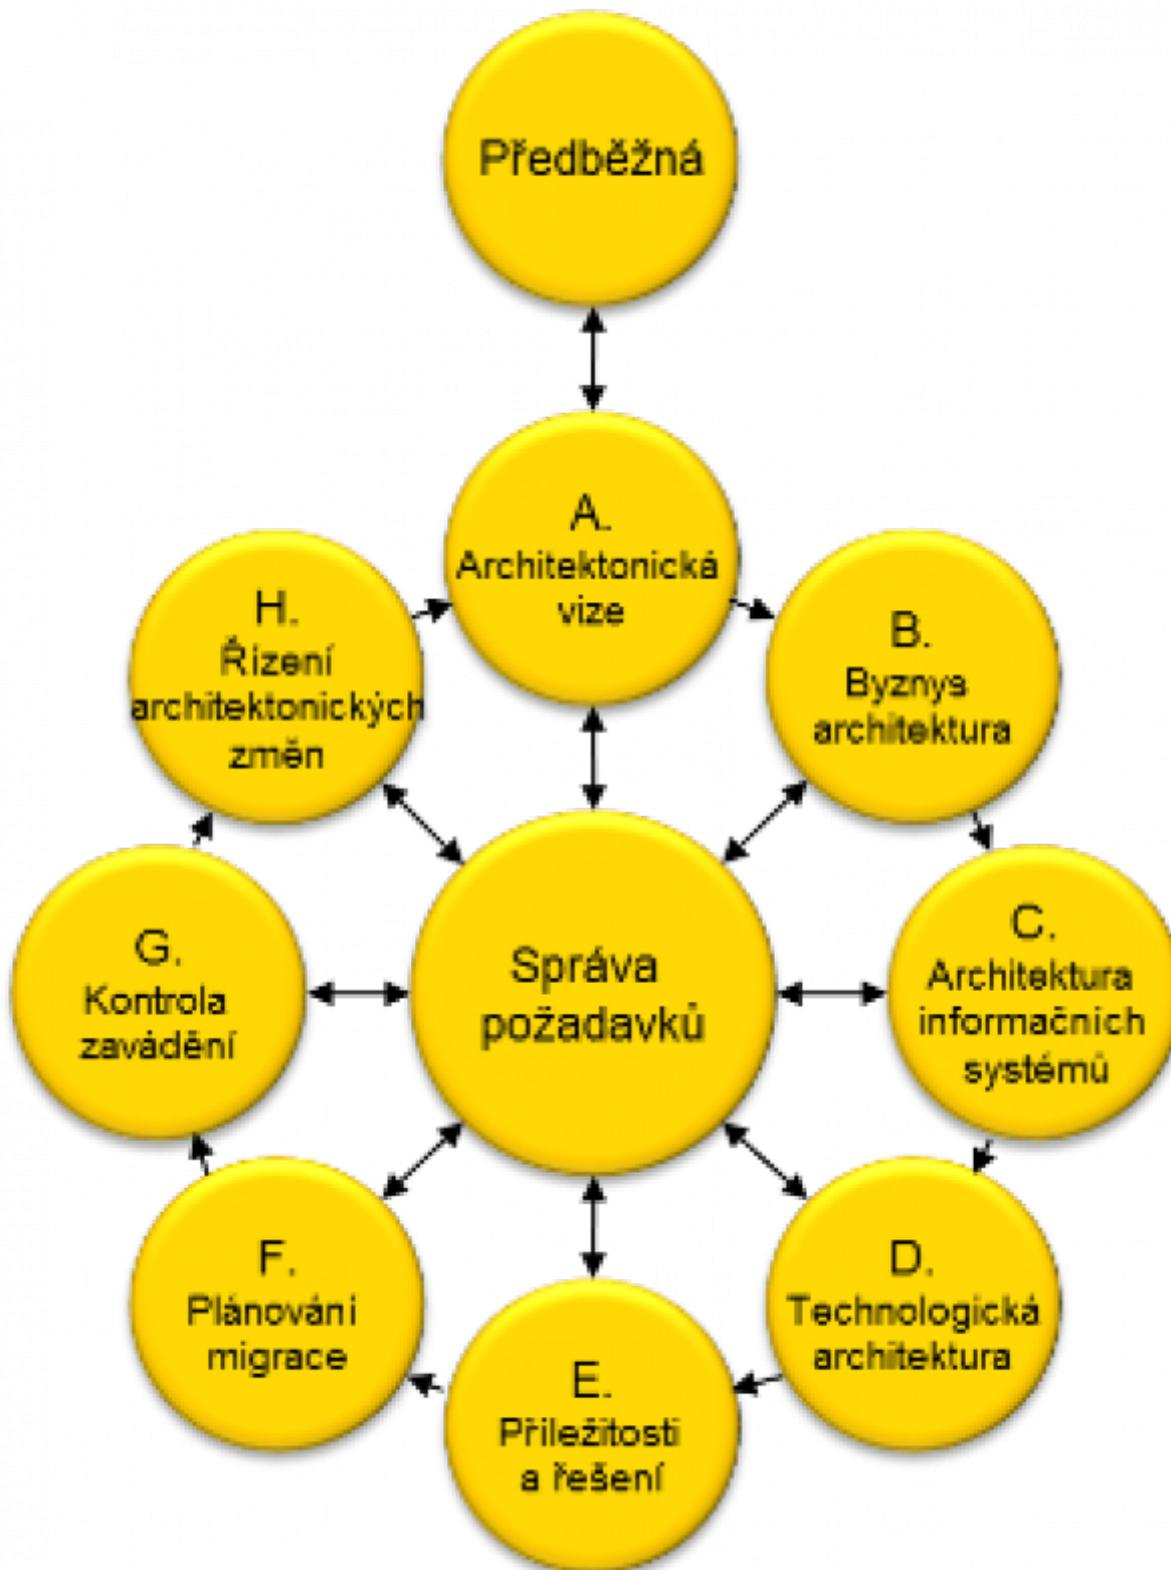 Předběžná
A.
Architektonická
vize
B.
Byznys
architektura
C.
Architektura
informačních
systémů
D.
Technologická
architektura
E.
Příležitosti
a řešení
F.
Plánování
migrace
G.
Kontrola
zavádění
H.
Řízení
architektonických
změn
Správa
požadavků